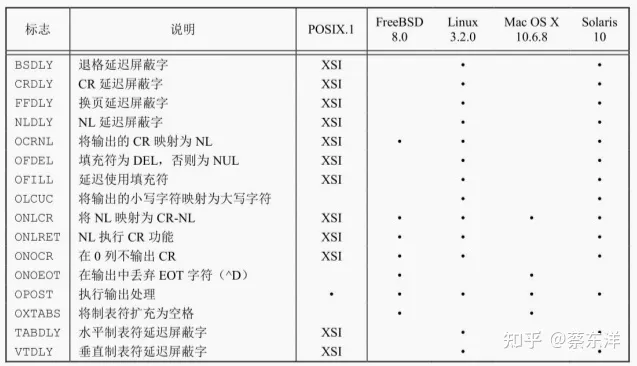 标志 说明 POSIX.1 FreeBSD 8.0 Linux 3.2.0 Mac OS X 10.6.8 Solaris 10
BSDLY 退格延迟屏蔽字 XSI • •
CRDLY CR 延迟屏蔽字 XSI • •
FFDLY 换页延迟屏蔽字 XSI • •
NLDLY NL 延迟屏蔽字 XSI • •
OCRNL 将输出的 CR 映射为 NL XSI • • •
OFDEL 填充符为 DEL，否则为 NUL XSI • •
OFILL 延迟使用填充符 XSI • •
OLCUC 将输出的小写字符映射为大写字符 • •
ONLCR 将 NL 映射为 CR-NL XSI • • • •
ONLRET NL 执行 CR 功能 XSI • • •
ONOCR 在 0 列不输出 CR XSI • • •
ONOEOT 在输出中丢弃 EOT 字符（^D） • •
OPOST 执行输出处理 • • • • •
OXTABS 将制表符扩充为空格 • •
TABDLY 水平制表符延迟屏蔽字 XSI • •
VTDLY 垂直制表符延迟屏蔽字 XSI • •
知乎 @蔡东洋